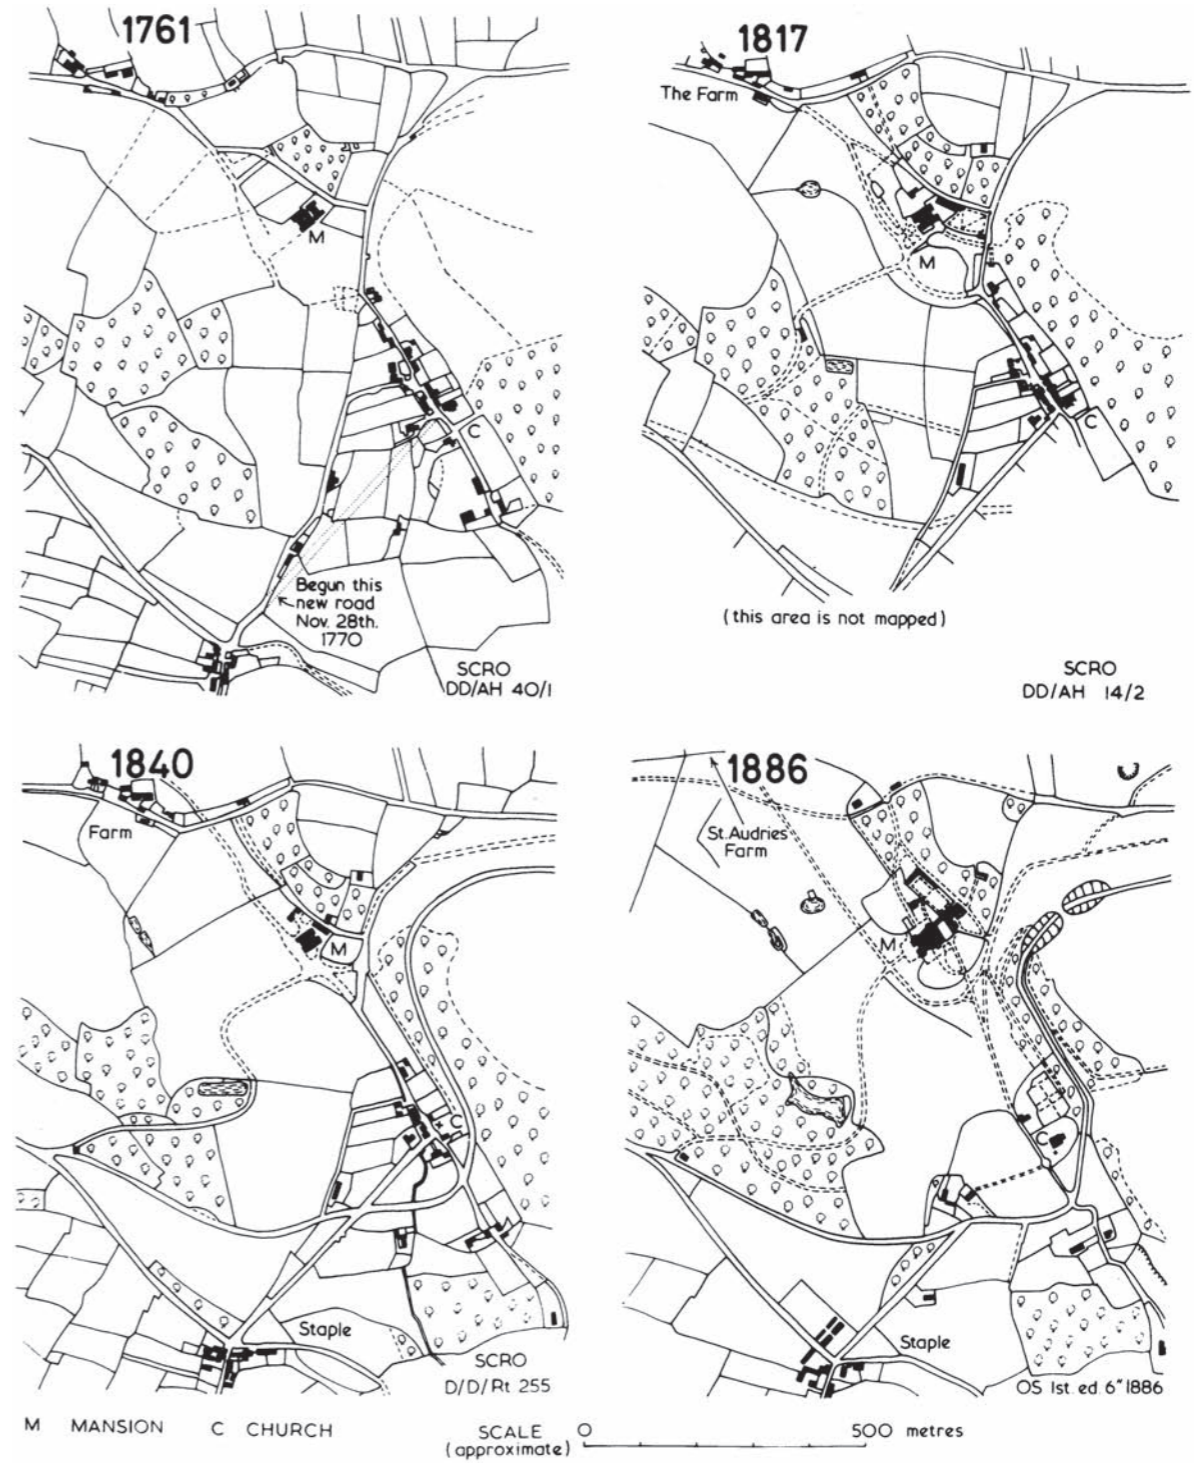 1761
M
C
Begun this
new road
Nov. 28th.
1770
SCRO
DD/AH 40/1
1817
The Farm
M
C
(this area is not mapped)
SCRO
DD/AH 14/2
1840
Farm
M
C
Staple
SCRO
D/D/Rt 255
1886
St. Audries
Farm
M
C
Staple
OS 1st. ed. 6" 1886
M MANSION C CHURCH
SCALE
(approximate)
0 500 metres